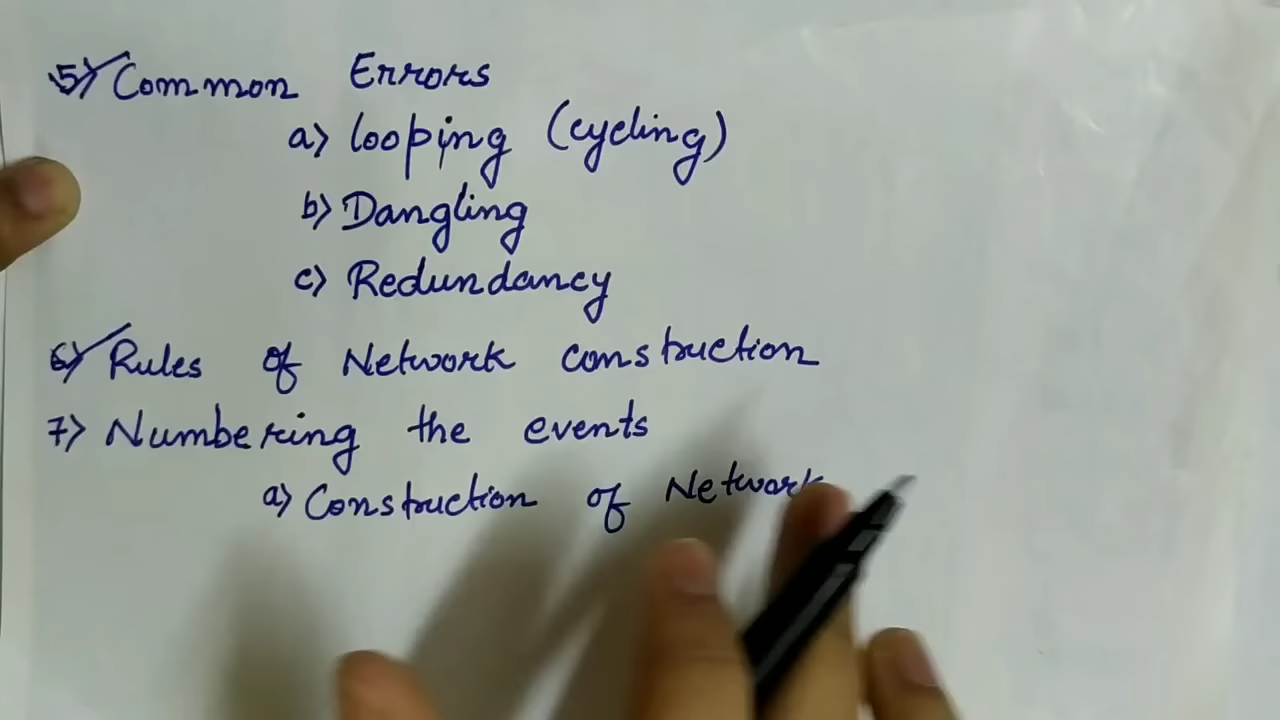 5) Common Errors
a) Looping (cycling)
b) Dangling
c) Redundancy
6) Rules of Network construction
7) Numbering the events
a) Construction of Network